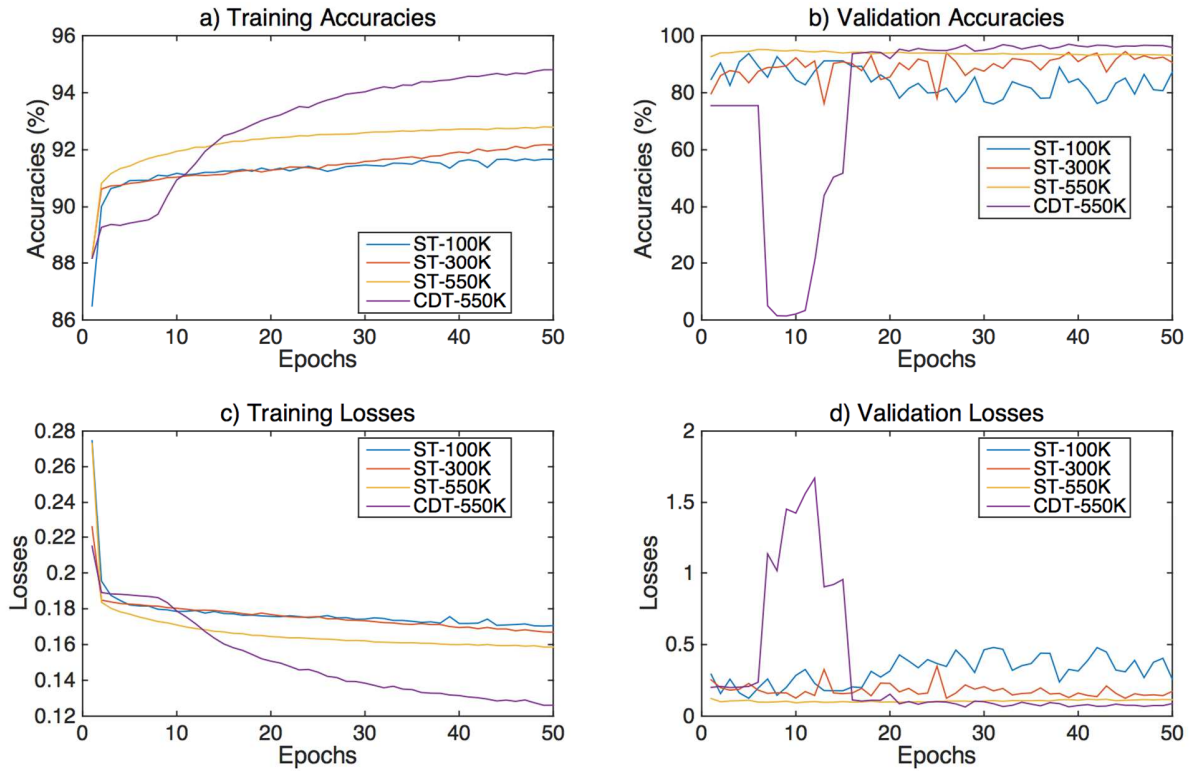 a) Training Accuracies
96
94
92
90
88
86
Accuracies (%)
ST-100K
ST-300K
ST-550K
CDT-550K
0 10 20 30 40 50
Epochs
b) Validation Accuracies
100
80
60
40
20
0
Accuracies (%)
ST-100K
ST-300K
ST-550K
CDT-550K
0 10 20 30 40 50
Epochs
c) Training Losses
0.28
0.26
0.24
0.22
0.2
0.18
0.16
0.14
0.12
Losses
ST-100K
ST-300K
ST-550K
CDT-550K
0 10 20 30 40 50
Epochs
d) Validation Losses
2
1.5
1
0.5
0
Losses
ST-100K
ST-300K
ST-550K
CDT-550K
0 10 20 30 40 50
Epochs